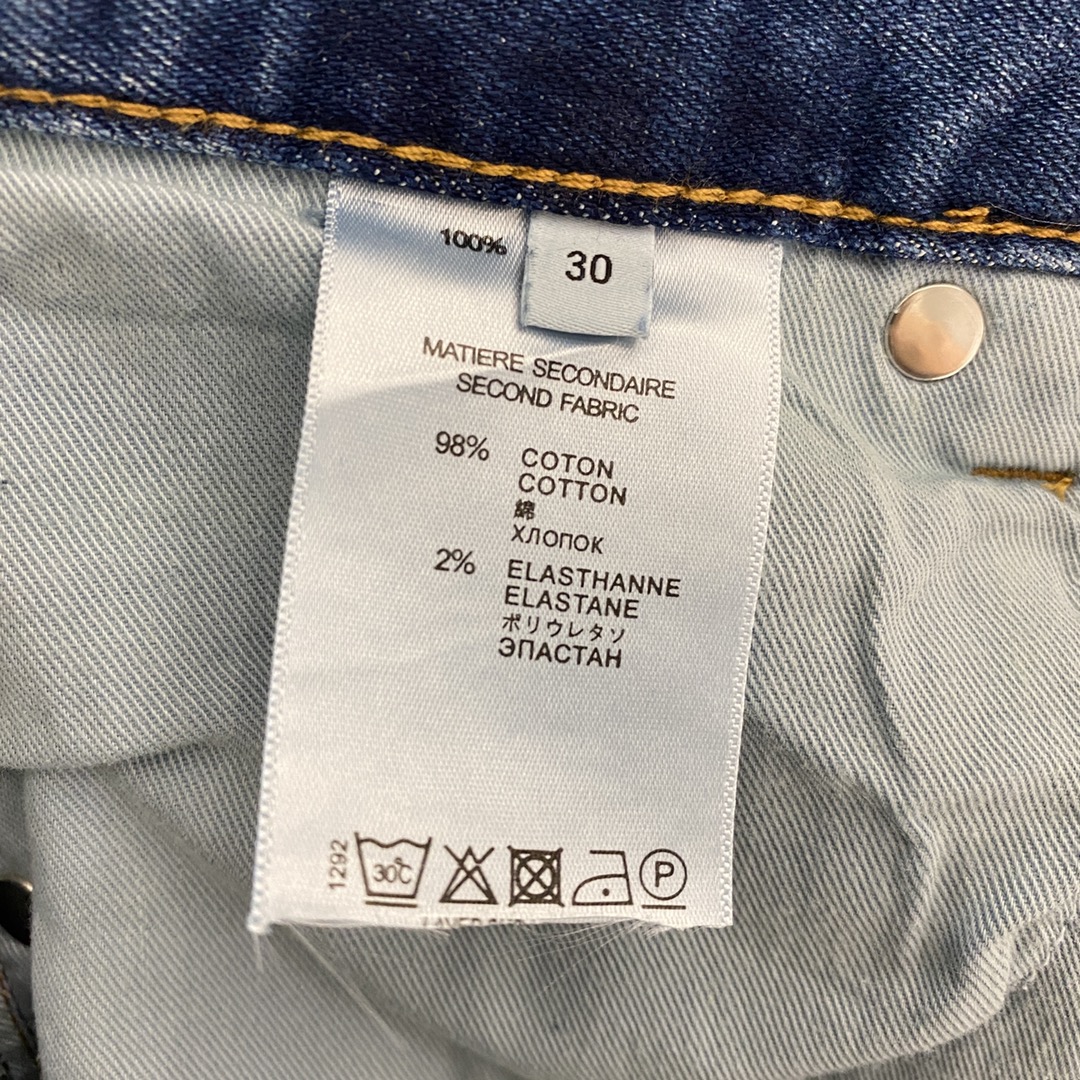 100%
30
MATIERE SECONDAIRE
SECOND FABRIC
98% COTON
COTTON
綿
хлопок
2% ELASTHANNE
ELASTANE
ポリウレタソ
ЭПАСТАН
1292
30°C
P